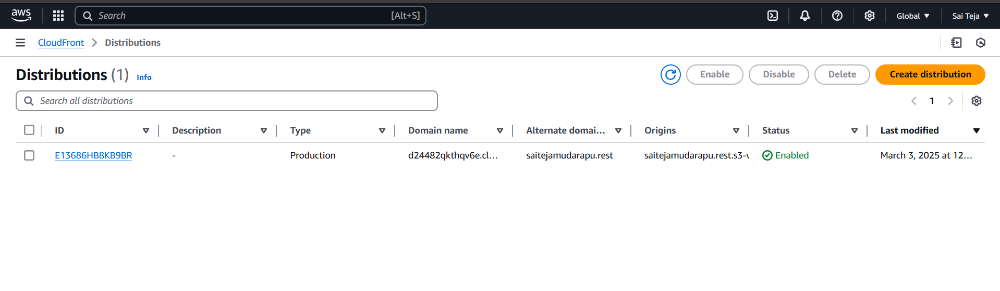 aws Search [Alt+S] Global Sai Teja
CloudFront Distributions
Distributions (1) Info Enable Disable Delete Create distribution
Search all distributions 1
ID Description Type Domain name Alternate domai... Origins Status Last modified
E13686HB8KB9BR - Production d24482qkthqv6e.cl... saitejamudarapu.rest saitejamudarapu.rest.s3-w Enabled March 3, 2025 at 12...